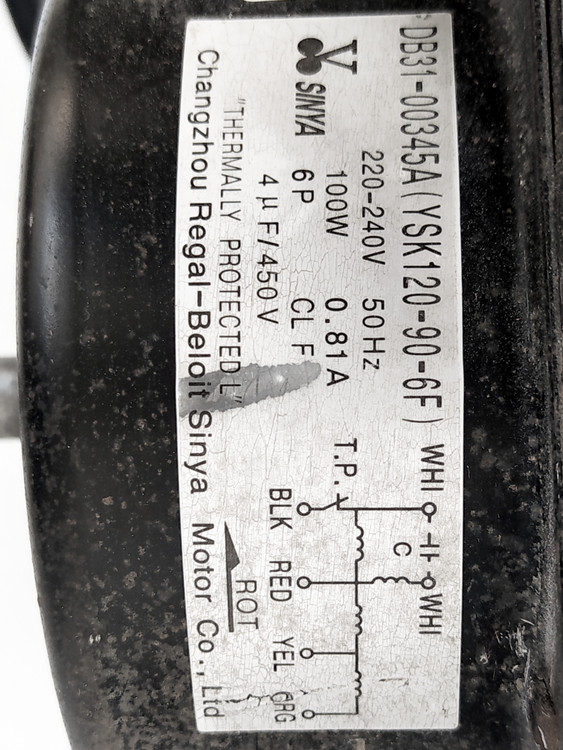 DB31-00345A(YSK120-90-6F)
SINYA
220-240V 50Hz
100W 0.81A
6P CL F
4μF/450V
"THERMALLY PROTECTED L"
Changzhou Regal-Beloit Sinya Motor Co., Ltd
WHI C WHI
T.P.
BLK RED YEL ORG
ROT